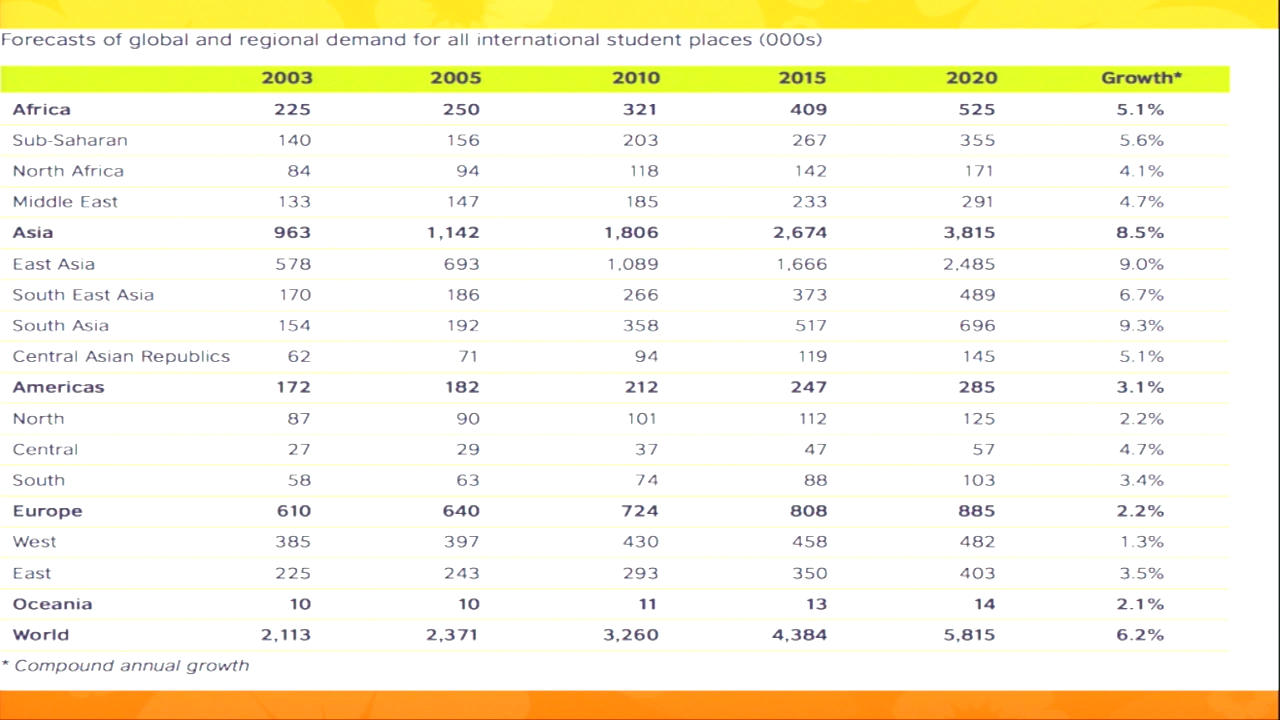 Forecasts of global and regional demand for all international student places (000s)
2003 2005 2010 2015 2020 Growth*
Africa 225 250 321 409 525 5.1%
Sub-Saharan 140 156 203 267 355 5.6%
North Africa 84 94 118 142 171 4.1%
Middle East 133 147 185 233 291 4.7%
Asia 963 1,142 1,806 2,674 3,815 8.5%
East Asia 578 693 1,089 1,666 2,485 9.0%
South East Asia 170 186 266 373 489 6.7%
South Asia 154 192 358 517 696 9.3%
Central Asian Republics 62 71 94 119 145 5.1%
Americas 172 182 212 247 285 3.1%
North 87 90 101 112 125 2.2%
Central 27 29 37 47 57 4.7%
South 58 63 74 88 103 3.4%
Europe 610 640 724 808 885 2.2%
West 385 397 430 458 482 1.3%
East 225 243 293 350 403 3.5%
Oceania 10 10 11 13 14 2.1%
World 2,113 2,371 3,260 4,384 5,815 6.2%
* Compound annual growth